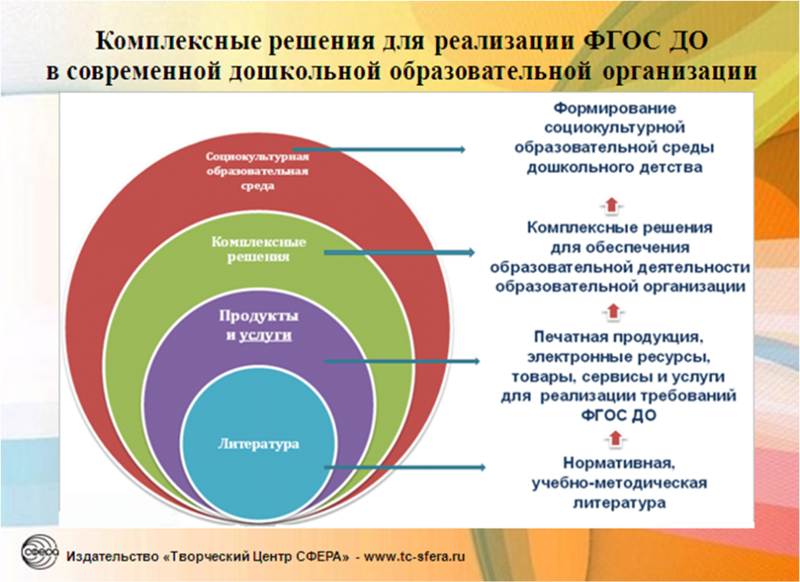 Комплексные решения для реализации ФГОС ДО
в современной дошкольной образовательной организации
Социокультурная
образовательная
среда
Комплексные
решения
Продукты
и услуги
Литература
Формирование
социокультурной
образовательной среды
дошкольного детства
Комплексные решения
для обеспечения
образовательной деятельности
образовательной организации
Печатная продукция,
электронные ресурсы,
товары, сервисы и услуги
для реализации требований
ФГОС ДО
Нормативная,
учебно-методическая
литература
СФЕРА
Издательство «Творческий Центр СФЕРА» - www.tc-sfera.ru